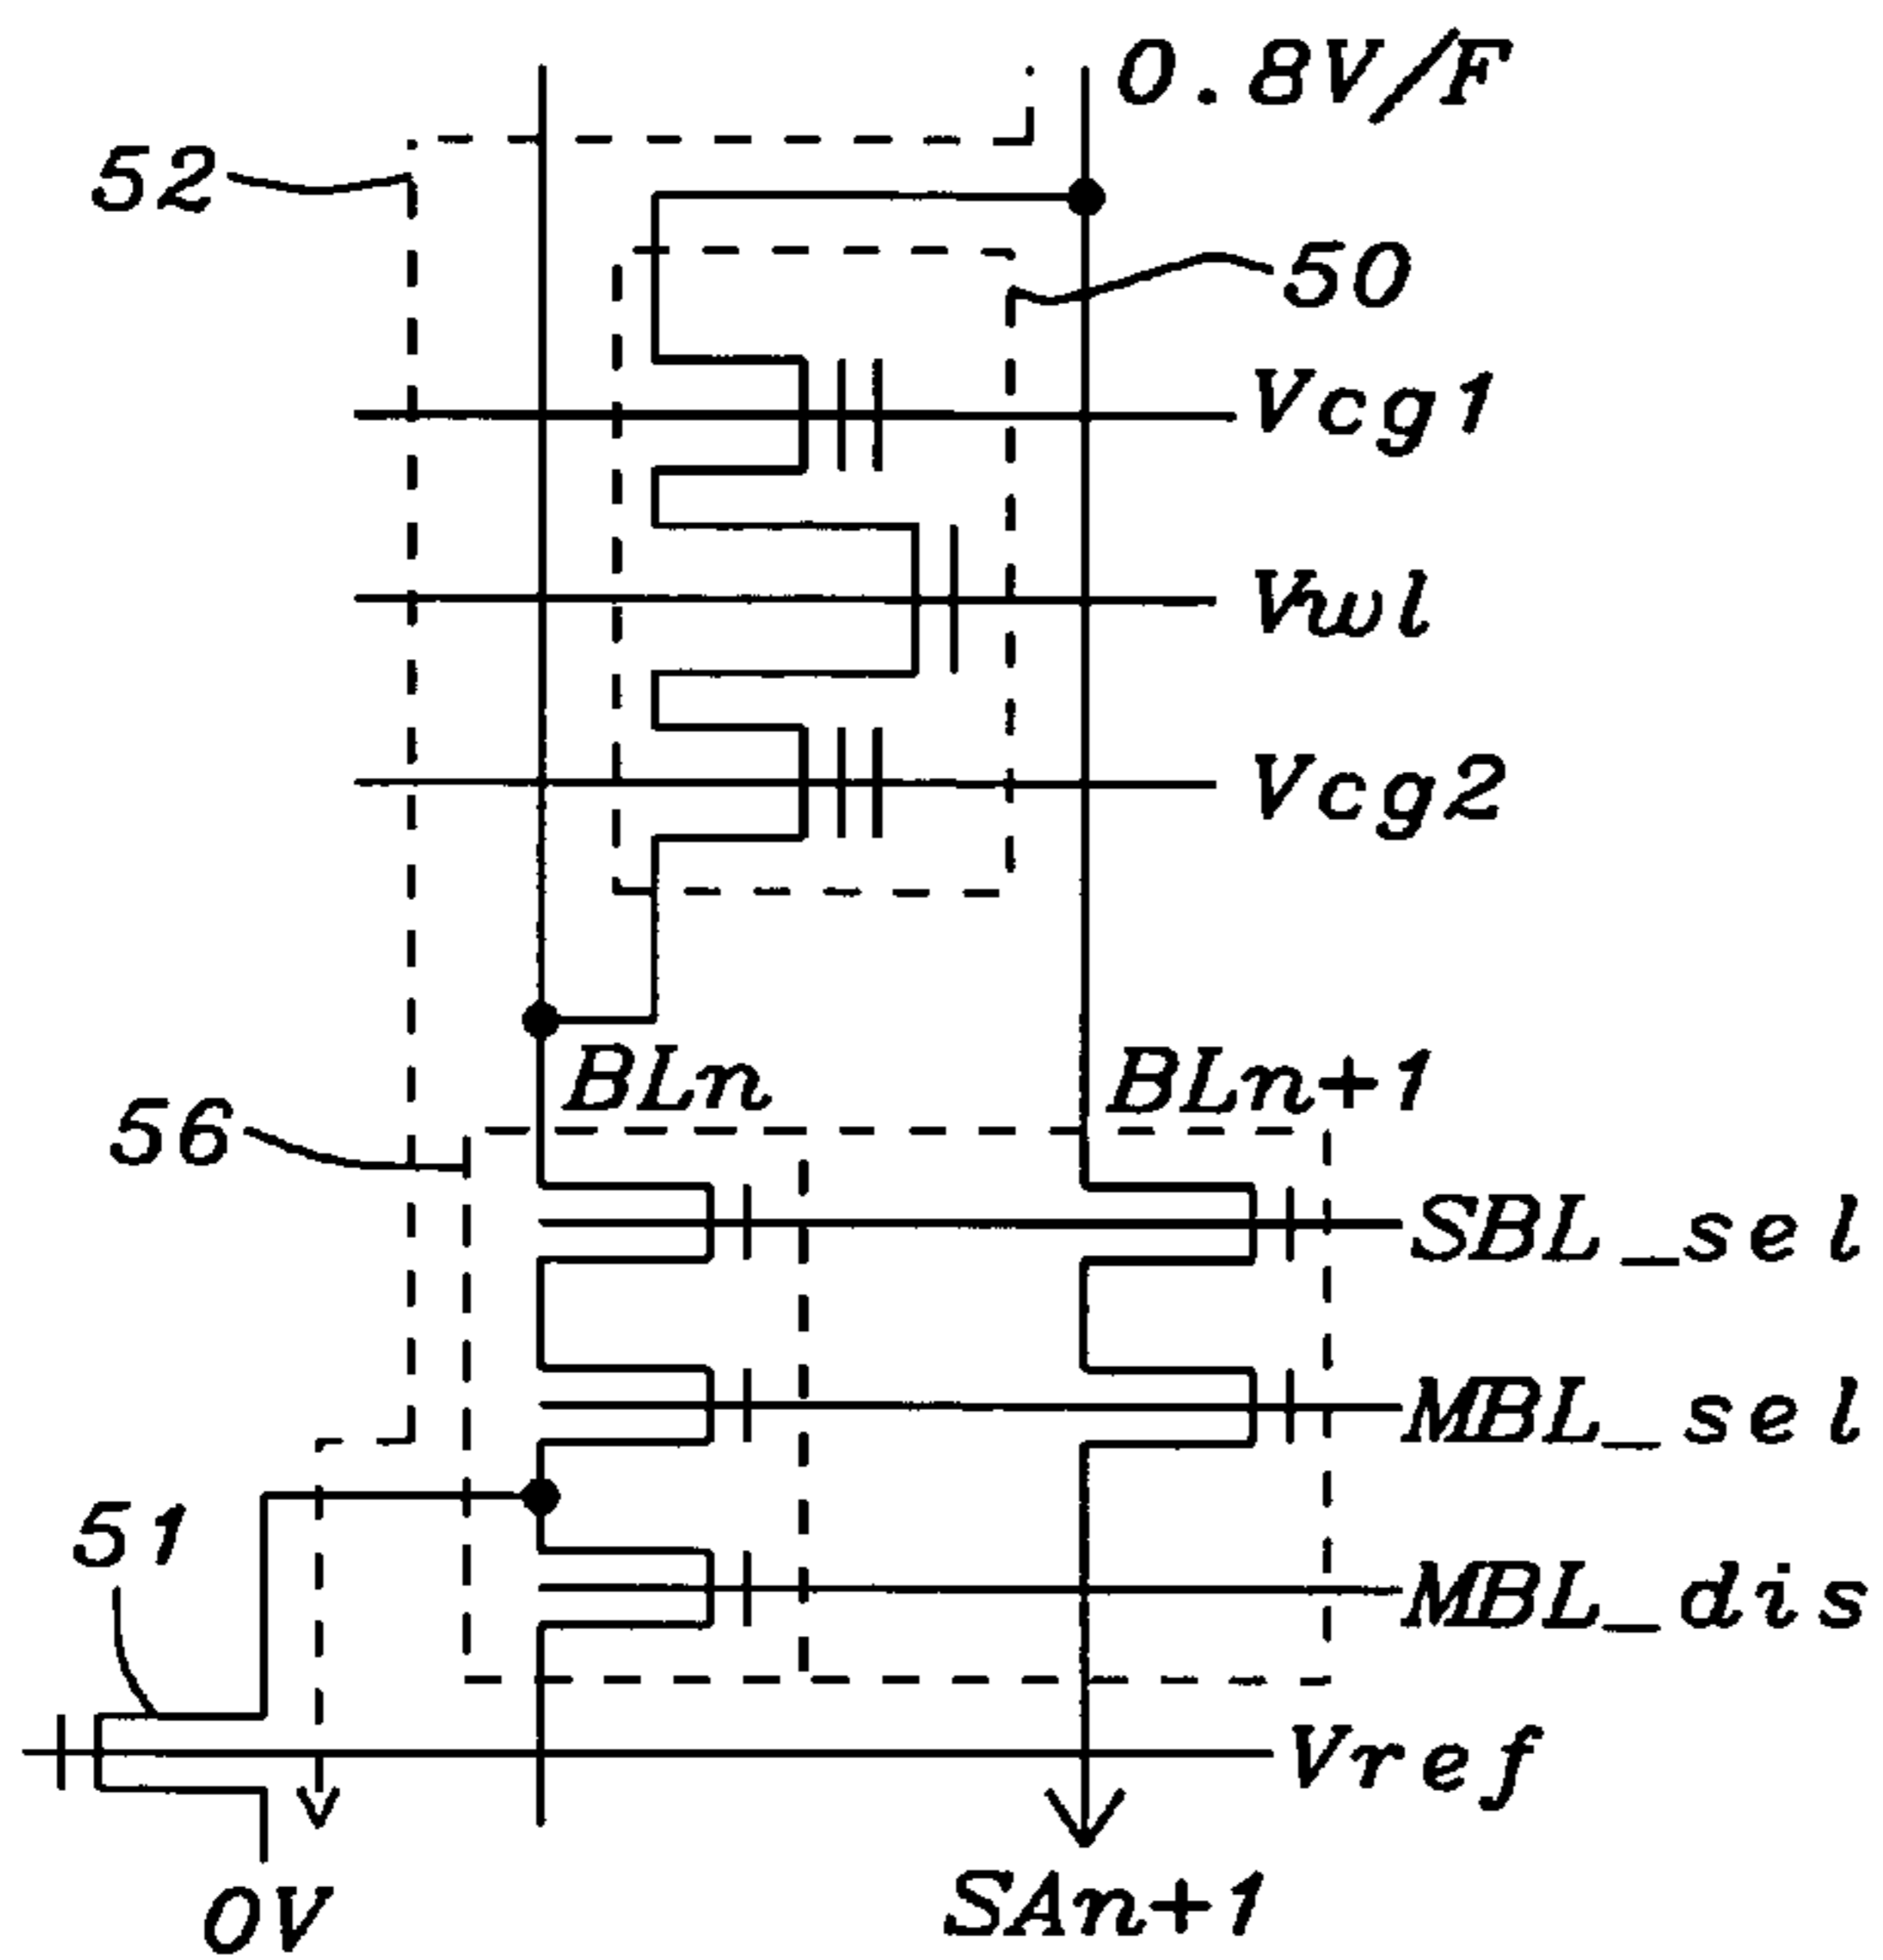 0.8V/F
52
50
Vcg1
Vwl
Vcg2
BLn
BLn+1
56
SBL_sel
MBL_sel
51
MBL_dis
Vref
0V
SAn+1